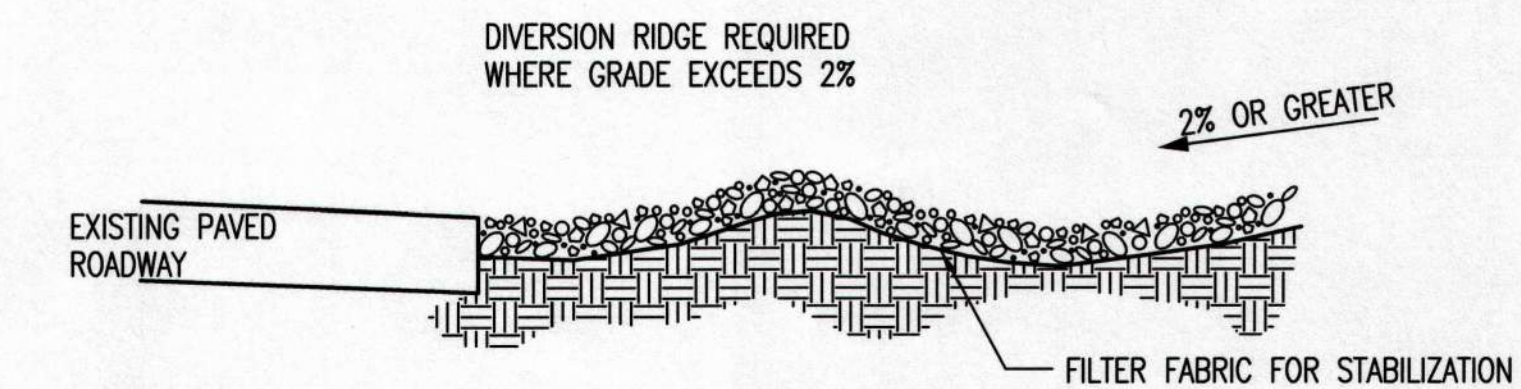 DIVERSION RIDGE REQUIRED
WHERE GRADE EXCEEDS 2%
2% OR GREATER
EXISTING PAVED
ROADWAY
FILTER FABRIC FOR STABILIZATION